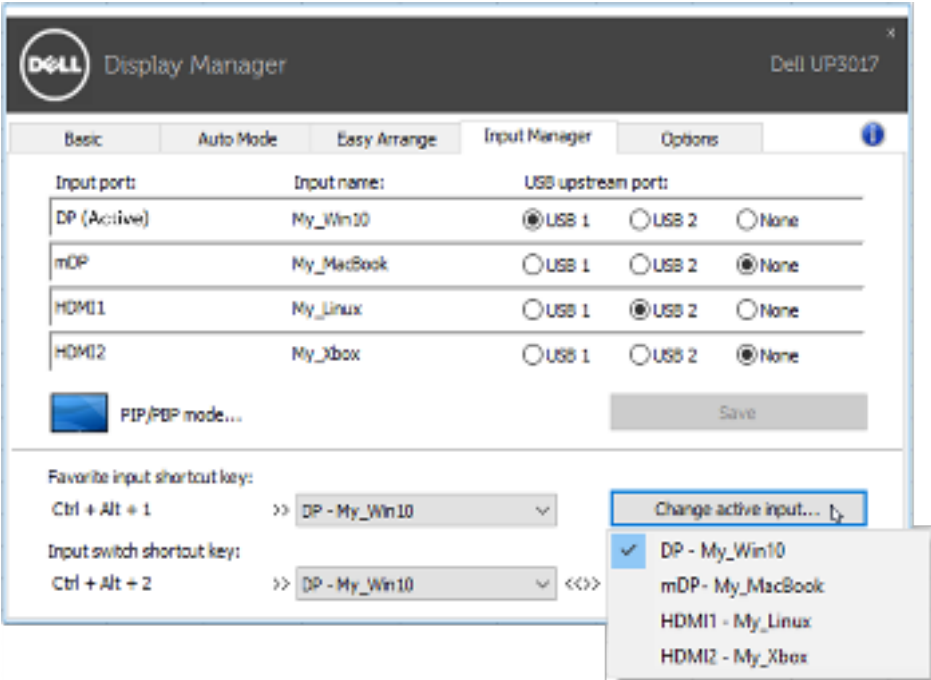 DELL Display Manager
x
Dell UP3017
Basic Auto Mode Easy Arrange Input Manager Options i
Input port: Input name: USB upstream port:
DP (Active) My_Win10 USB 1 USB 2 None
mDP My_MacBook USB 1 USB 2 None
HDMI1 My_Linux USB 1 USB 2 None
HDMI2 My_Xbox USB 1 USB 2 None
PIP/PBP mode... Save
Favorite input shortcut key:
Ctrl + Alt + 1 >> DP - My_Win10 Change active input...
Input switch shortcut key:
Ctrl + Alt + 2 >> DP - My_Win10 <<>>
DP - My_Win10
mDP- My_MacBook
HDMI1 - My_Linux
HDMI2 - My_Xbox